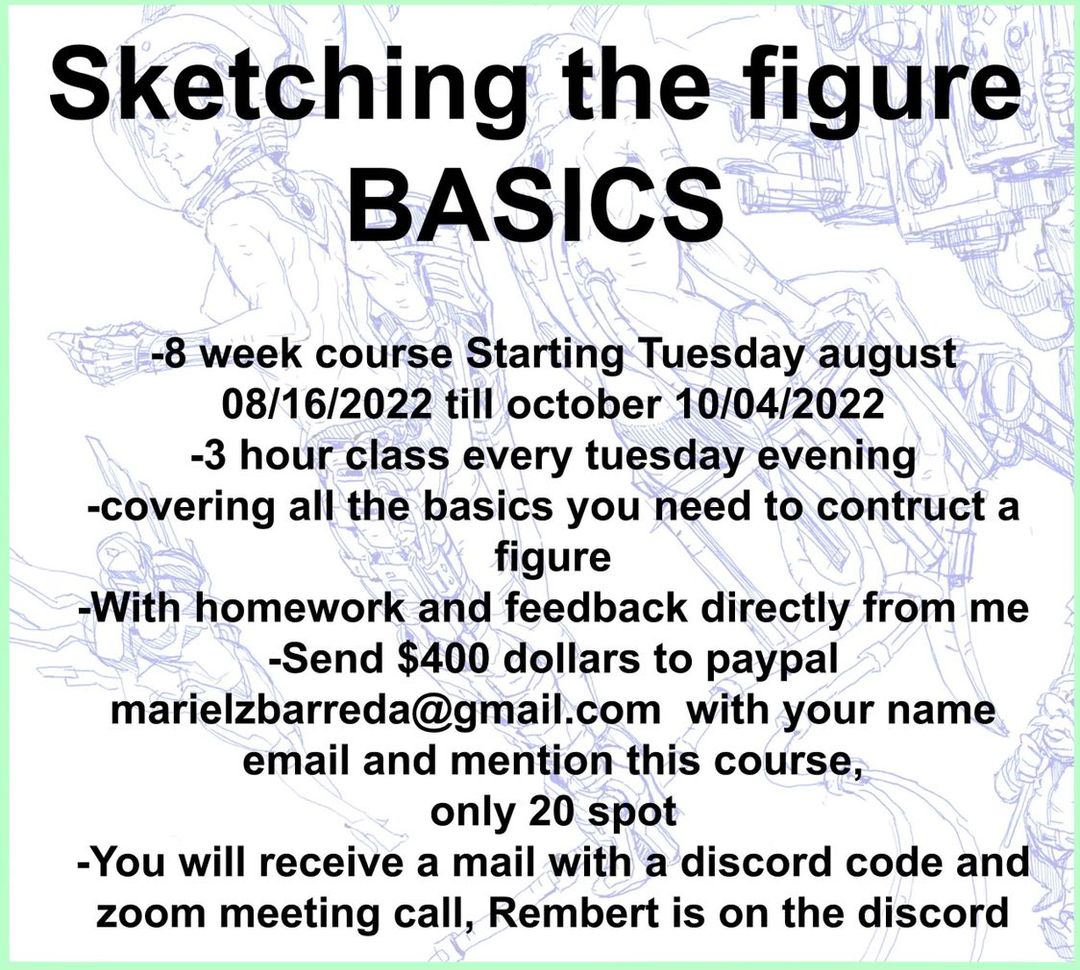 Sketching the figure
BASICS
-8 week course Starting Tuesday august
08/16/2022 till october 10/04/2022
-3 hour class every tuesday evening
-covering all the basics you need to contruct a
figure
-With homework and feedback directly from me
-Send $400 dollars to paypal
marielzbarreda@gmail.com  with your name
email and mention this course,
only 20 spot
-You will receive a mail with a discord code and
zoom meeting call, Rembert is on the discord